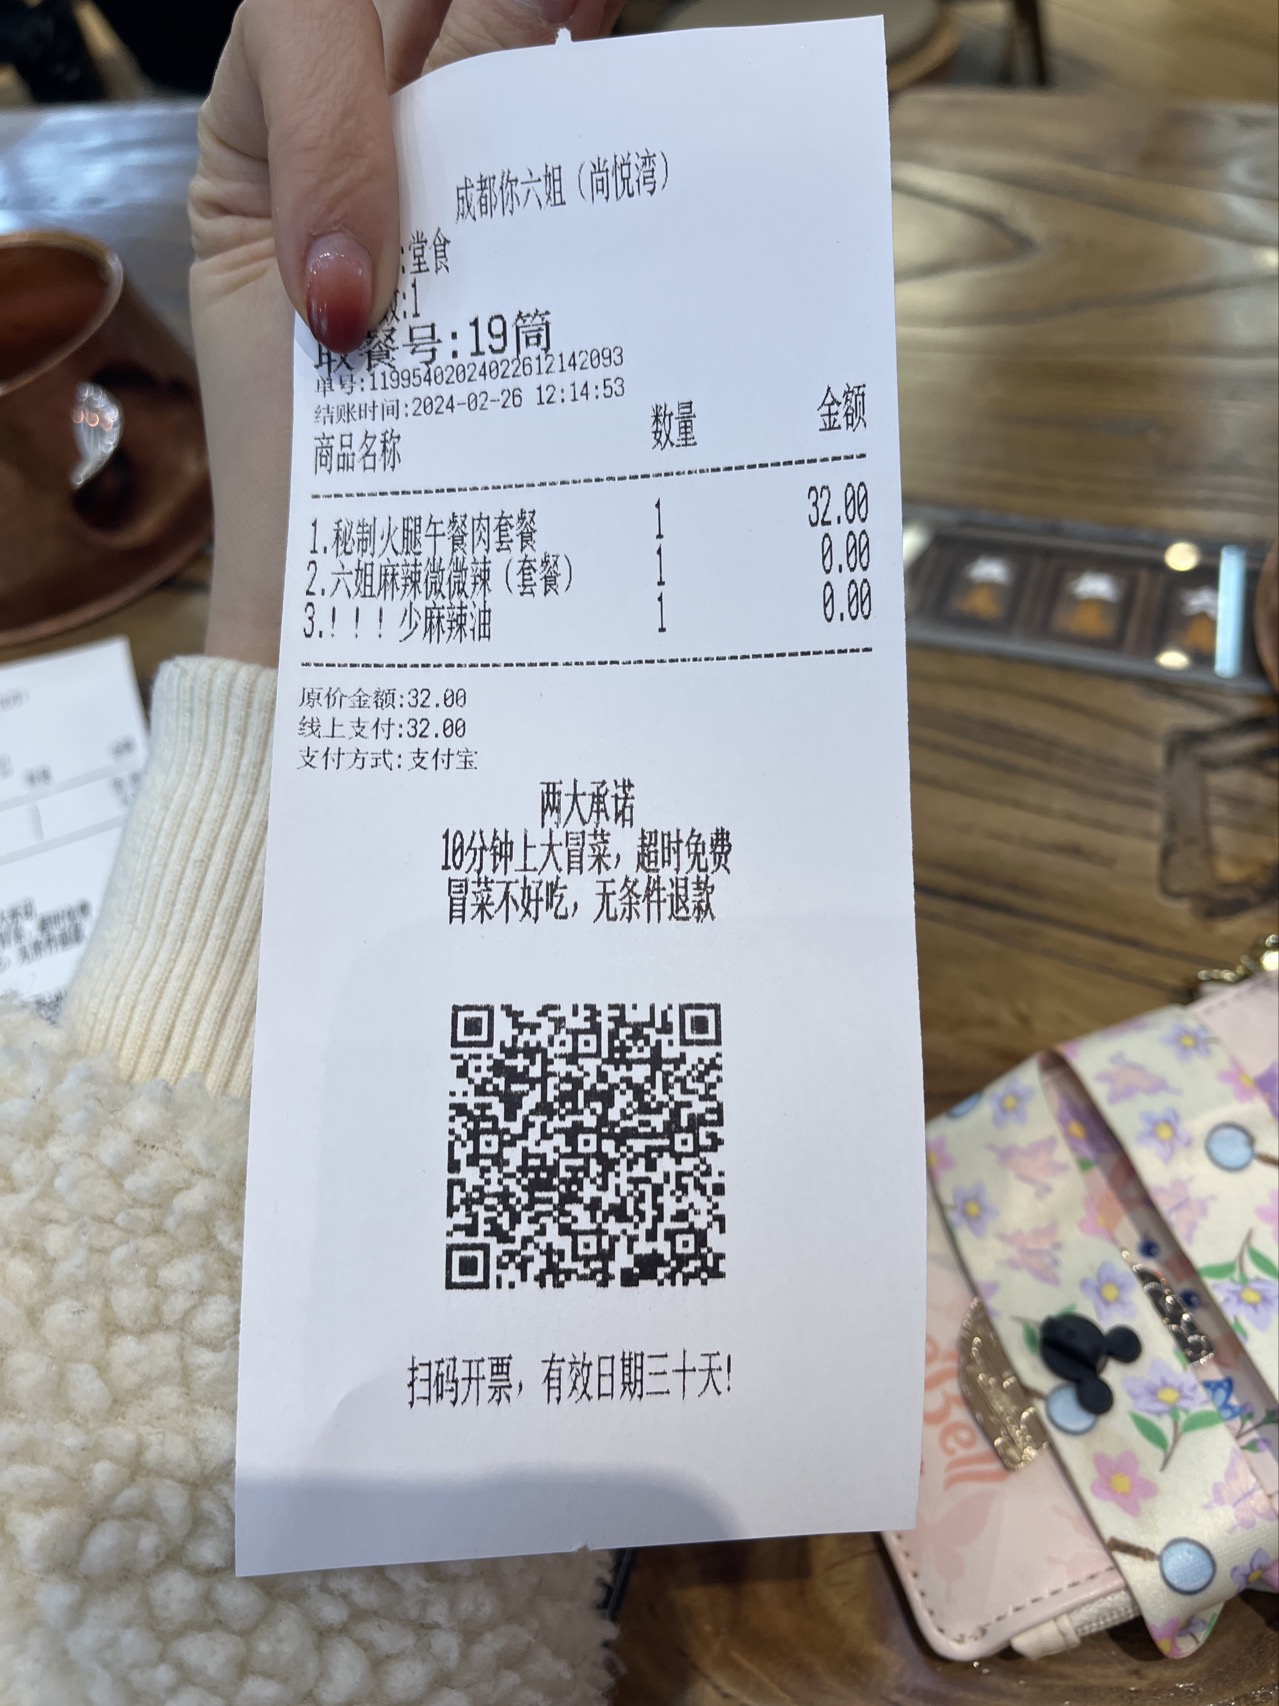 成都你六姐（尚悦湾）
:堂食
数:1
取餐号:19筒
单号:11995402024022612142093
结账时间:2024-02-26 12:14:53
商品名称 数量 金额
1.秘制火腿午餐肉套餐 1 32.00
2.六姐麻辣微微辣（套餐） 1 0.00
3.！！！少麻辣油 1 0.00
原价金额:32.00
线上支付:32.00
支付方式:支付宝
两大承诺
10分钟上大冒菜，超时免费
冒菜不好吃，无条件退款
扫码开票，有效日期三十天!